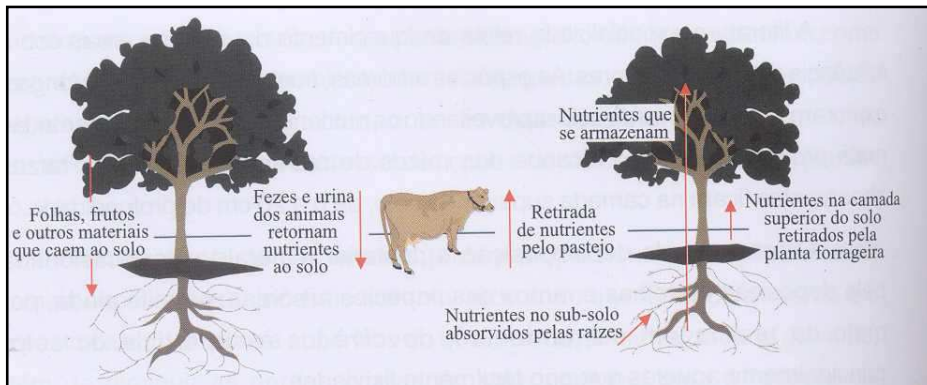 Folhas, frutos
e outros materiais
que caem ao solo
Fezes e urina
dos animais
retornam
nutrientes
ao solo
Retirada
de nutrientes
pelo pastejo
Nutrientes que
se armazenam
Nutrientes na camada
superior do solo
retirados pela
planta forrageira
Nutrientes no sub-solo
absorvidos pelas raízes